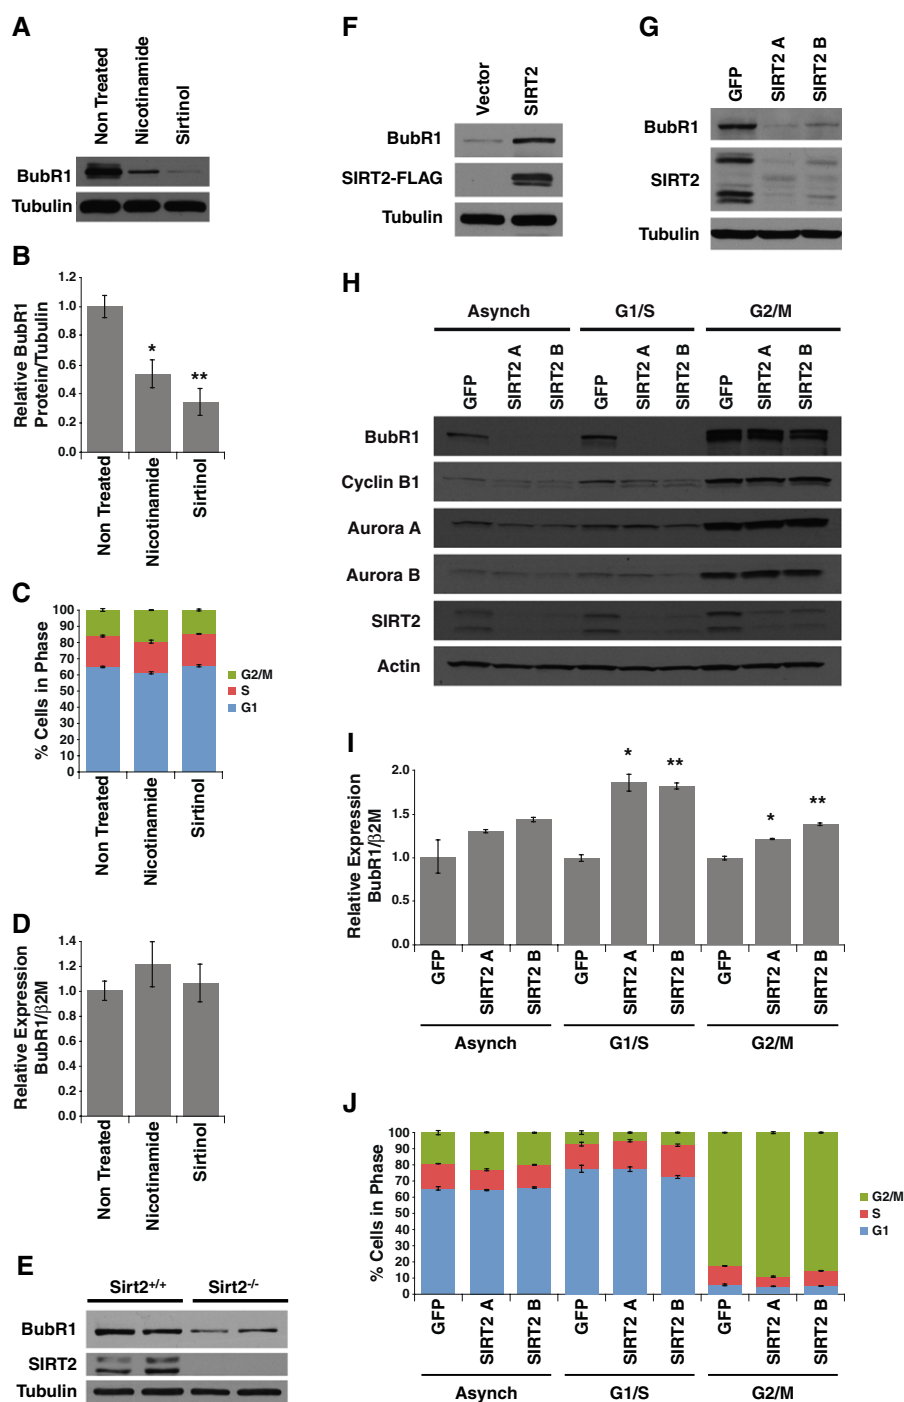 A
Non Treated
Nicotinamide
Sirtinol
BubR1
Tubulin
B
Relative BubR1
Protein/Tubulin
1.2
1.0
0.8
0.6
0.4
0.2
0.0
*
**
Non Treated
Nicotinamide
Sirtinol
C
% Cells in Phase
100
90
80
70
60
50
40
30
20
10
0
G2/M
S
G1
Non Treated
Nicotinamide
Sirtinol
D
Relative Expression
BubR1/β2M
1.4
1.2
1.0
0.8
0.6
0.4
0.2
0.0
Non Treated
Nicotinamide
Sirtinol
E
Sirt2+/+
Sirt2-/-
BubR1
SIRT2
Tubulin
F
Vector
SIRT2
BubR1
SIRT2-FLAG
Tubulin
G
GFP
SIRT2 A
SIRT2 B
BubR1
SIRT2
Tubulin
H
Asynch
G1/S
G2/M
GFP
SIRT2 A
SIRT2 B
GFP
SIRT2 A
SIRT2 B
GFP
SIRT2 A
SIRT2 B
BubR1
Cyclin B1
Aurora A
Aurora B
SIRT2
Actin
I
Relative Expression
BubR1/β2M
2.0
1.5
1.0
0.5
0.0
*
**
*
**
GFP
SIRT2 A
SIRT2 B
GFP
SIRT2 A
SIRT2 B
GFP
SIRT2 A
SIRT2 B
Asynch
G1/S
G2/M
J
% Cells in Phase
100
90
80
70
60
50
40
30
20
10
0
G2/M
S
G1
GFP
SIRT2 A
SIRT2 B
GFP
SIRT2 A
SIRT2 B
GFP
SIRT2 A
SIRT2 B
Asynch
G1/S
G2/M